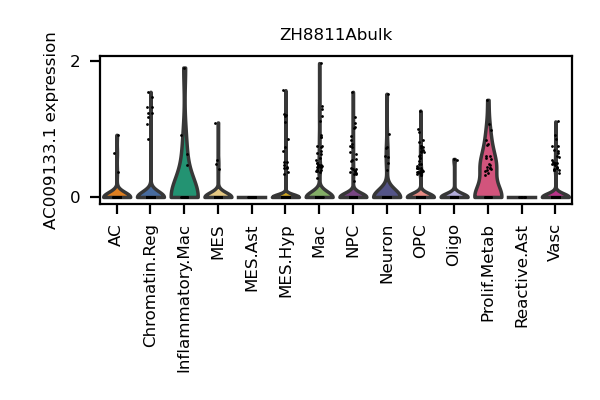 ZH8811Abulk
AC009133.1 expression
2
0
AC
Chromatin.Reg
Inflammatory.Mac
MES
MES.Ast
MES.Hyp
Mac
NPC
Neuron
OPC
Oligo
Prolif.Metab
Reactive.Ast
Vasc